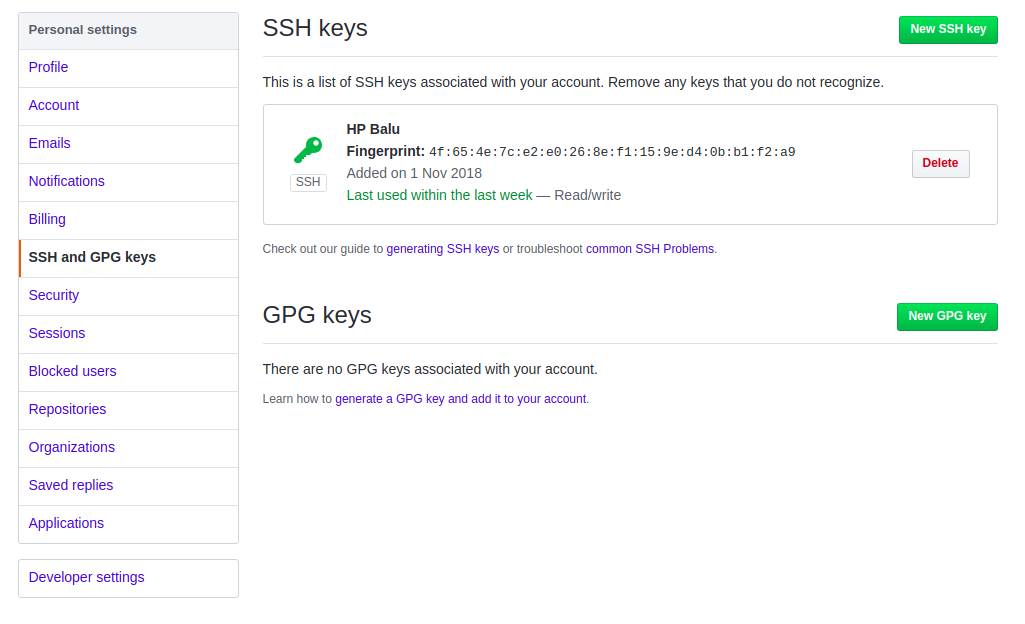 Personal settings
Profile
Account
Emails
Notifications
Billing
SSH and GPG keys
Security
Sessions
Blocked users
Repositories
Organizations
Saved replies
Applications
Developer settings
SSH keys
New SSH key
This is a list of SSH keys associated with your account. Remove any keys that you do not recognize.
HP Balu
Fingerprint: 4f:65:4e:7c:e2:e0:26:8e:f1:15:9e:d4:0b:b1:f2:a9
Added on 1 Nov 2018
Last used within the last week — Read/write
SSH
Delete
Check out our guide to generating SSH keys or troubleshoot common SSH Problems.
GPG keys
New GPG key
There are no GPG keys associated with your account.
Learn how to generate a GPG key and add it to your account.